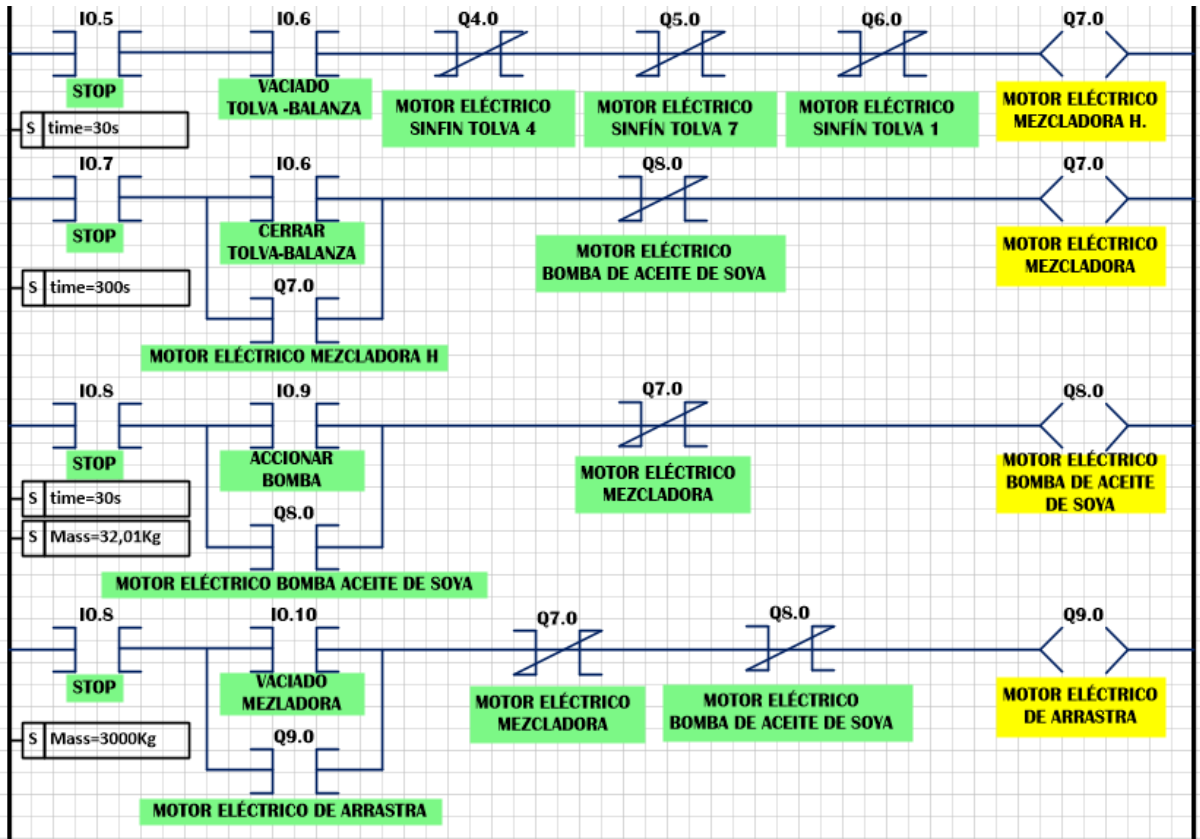 I0.5 I0.6 Q4.0 Q5.0 Q6.0 Q7.0
STOP
VACIADO
TOLVA -BALANZA
MOTOR ELÉCTRICO
SINFIN TOLVA 4
MOTOR ELÉCTRICO
SINFÍN TOLVA 7
MOTOR ELÉCTRICO
SINFÍN TOLVA 1
MOTOR ELÉCTRICO
MEZCLADORA H.
S time=30s
I0.7 I0.6 Q8.0 Q7.0
STOP
CERRAR
TOLVA-BALANZA
MOTOR ELÉCTRICO
BOMBA DE ACEITE DE SOYA
MOTOR ELÉCTRICO
MEZCLADORA
S time=300s
Q7.0
MOTOR ELÉCTRICO MEZCLADORA H
I0.8 I0.9 Q7.0 Q8.0
STOP
ACCIONAR
BOMBA
MOTOR ELÉCTRICO
MEZCLADORA
MOTOR ELÉCTRICO
BOMBA DE ACEITE
DE SOYA
S time=30s
S Mass=32,01Kg
Q8.0
MOTOR ELÉCTRICO BOMBA ACEITE DE SOYA
I0.8 I0.10 Q7.0 Q8.0 Q9.0
STOP
VACIADO
MEZLADORA
MOTOR ELÉCTRICO
MEZCLADORA
MOTOR ELÉCTRICO
BOMBA DE ACEITE DE SOYA
MOTOR ELÉCTRICO
DE ARRASTRA
S Mass=3000Kg
Q9.0
MOTOR ELÉCTRICO DE ARRASTRA